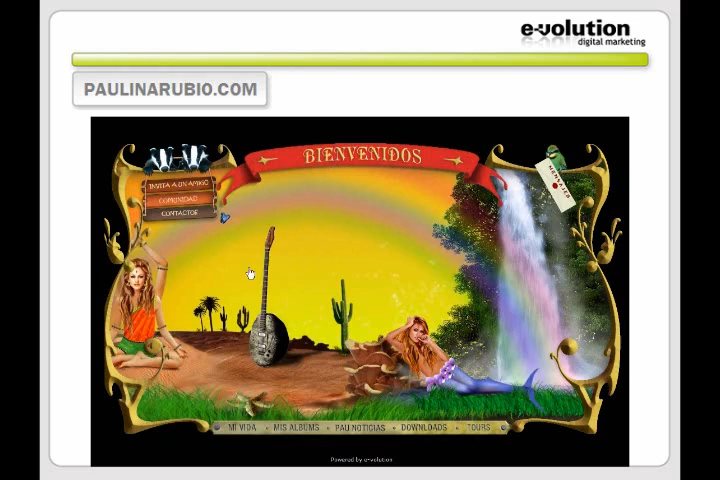 e-volution
digital marketing
PAULINARUBIO.COM
BIENVENIDOS
INVITA A UN AMIGO
COMUNIDAD
CONTACTOS
MENSAJES
MI VIDA • MIS ALBUMS • PAU NOTICIAS • DOWNLOADS • TOURS
Powered by e-volution